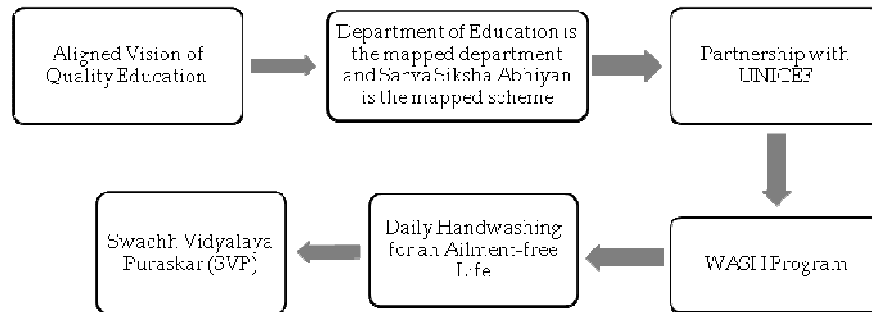 Aligned Vision of
Quality Education
Department of Education is
the mapped department
and Sarva Siksha Abhiyan
is the mapped scheme
Partnership with
UNICEF
WASH Program
Daily Handwashing
for an Ailment-free
Life
Swachh Vidyalaya
Puraskar (SVP)